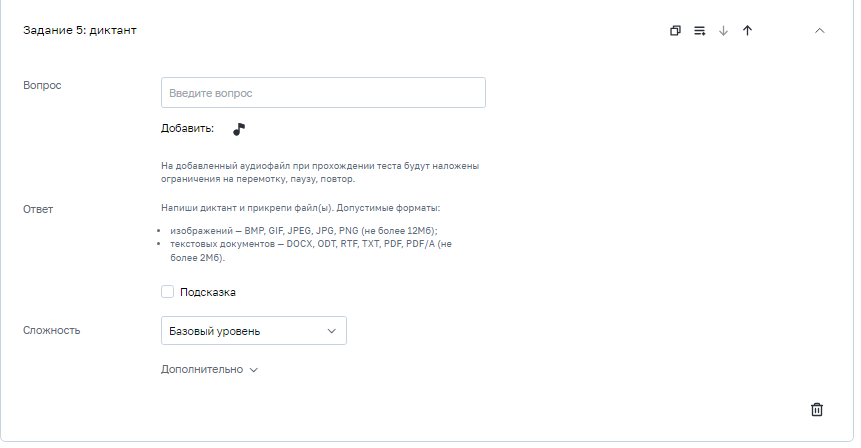 Задание 5: диктант
Вопрос
Введите вопрос
Добавить:
На добавленный аудиофайл при прохождении теста будут наложены
ограничения на перемотку, паузу, повтор.
Ответ
Напиши диктант и прикрепи файл(ы). Допустимые форматы:
• изображений — BMP, GIF, JPEG, JPG, PNG (не более 12Мб);
• текстовых документов — DOCX, ODT, RTF, TXT, PDF, PDF/A (не
более 2Мб).
Подсказка
Сложность
Базовый уровень
Дополнительно